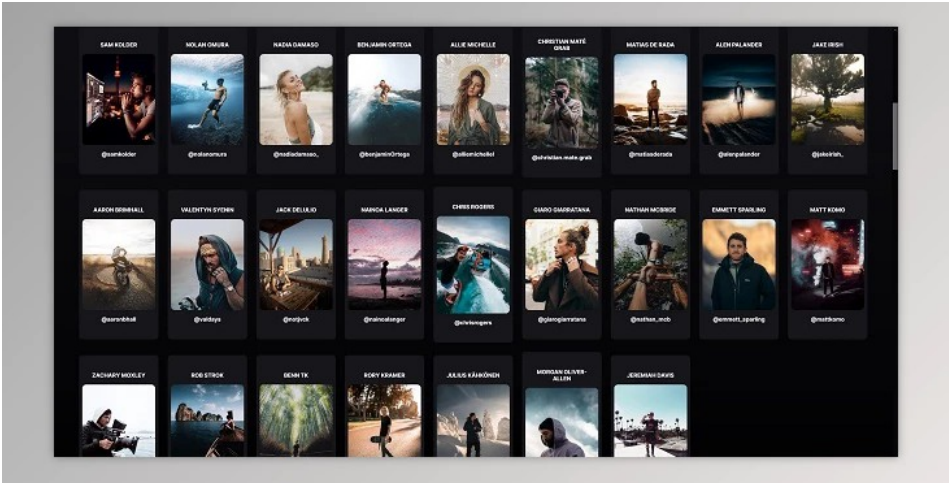 SAM KOLDER
NOLAN OMURA
NADIA DAMASO
BENJAMIN ORTEGA
ALLIE MICHELLE
CHRISTIAN MATÉ
GRAB
MATIAS DE RADA
ALEN PALANDER
JAKE IRISH
@samkolder
@nolanomura
@nadiadamaso_
@benjamin0rtega
@alliemichellel
@christian.mate.grab
@matiasderada
@alenpalander
@jakeirish_
AARON BRIMHALL
VALENTYN SYENIN
JACK DELULIO
NAINOA LANGER
CHRIS ROGERS
GIARO GIARRATANA
NATHAN MCBRIDE
EMMETT SPARLING
MATT KOMO
@aaronbhall
@valdays
@notjvck
@nainoalanger
@chrisrogers
@giarogiarratana
@nathan_mcb
@emmett_sparling
@mattkomo
ZACHARY MOXLEY
ROB STROK
BENN TK
RORY KRAMER
JULIUS KÄHKÖNEN
MORGAN OLIVER-
ALLEN
JEREMIAH DAVIS